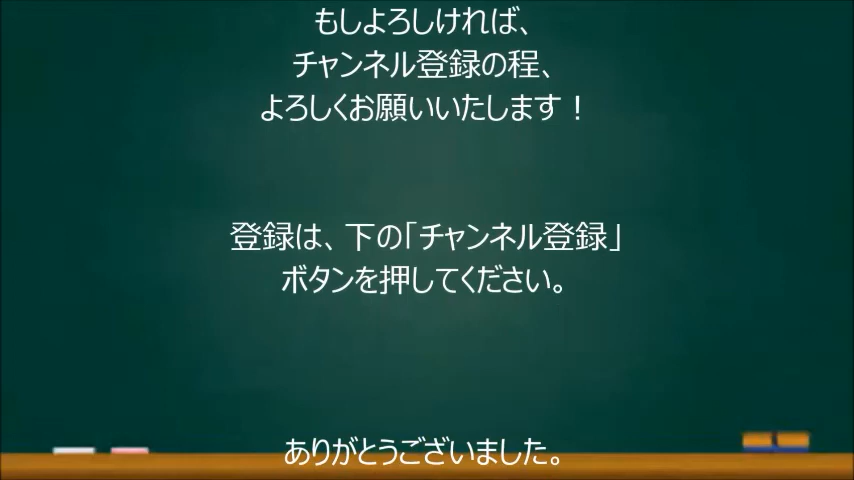 もしよろしければ、
チャンネル登録の程、
よろしくお願いいたします！
登録は、下の「チャンネル登録」
ボタンを押してください。
ありがとうございました。